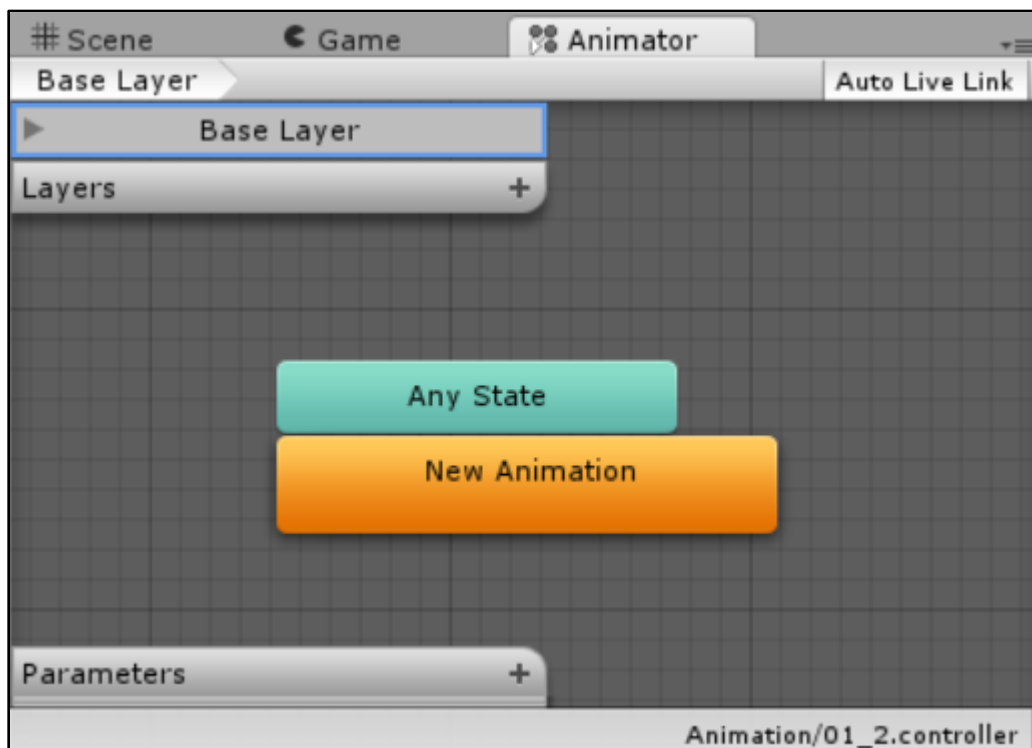 Scene Game Animator
Base Layer Auto Live Link
Base Layer
Layers
Any State
New Animation
Parameters
Animation/01_2.controller